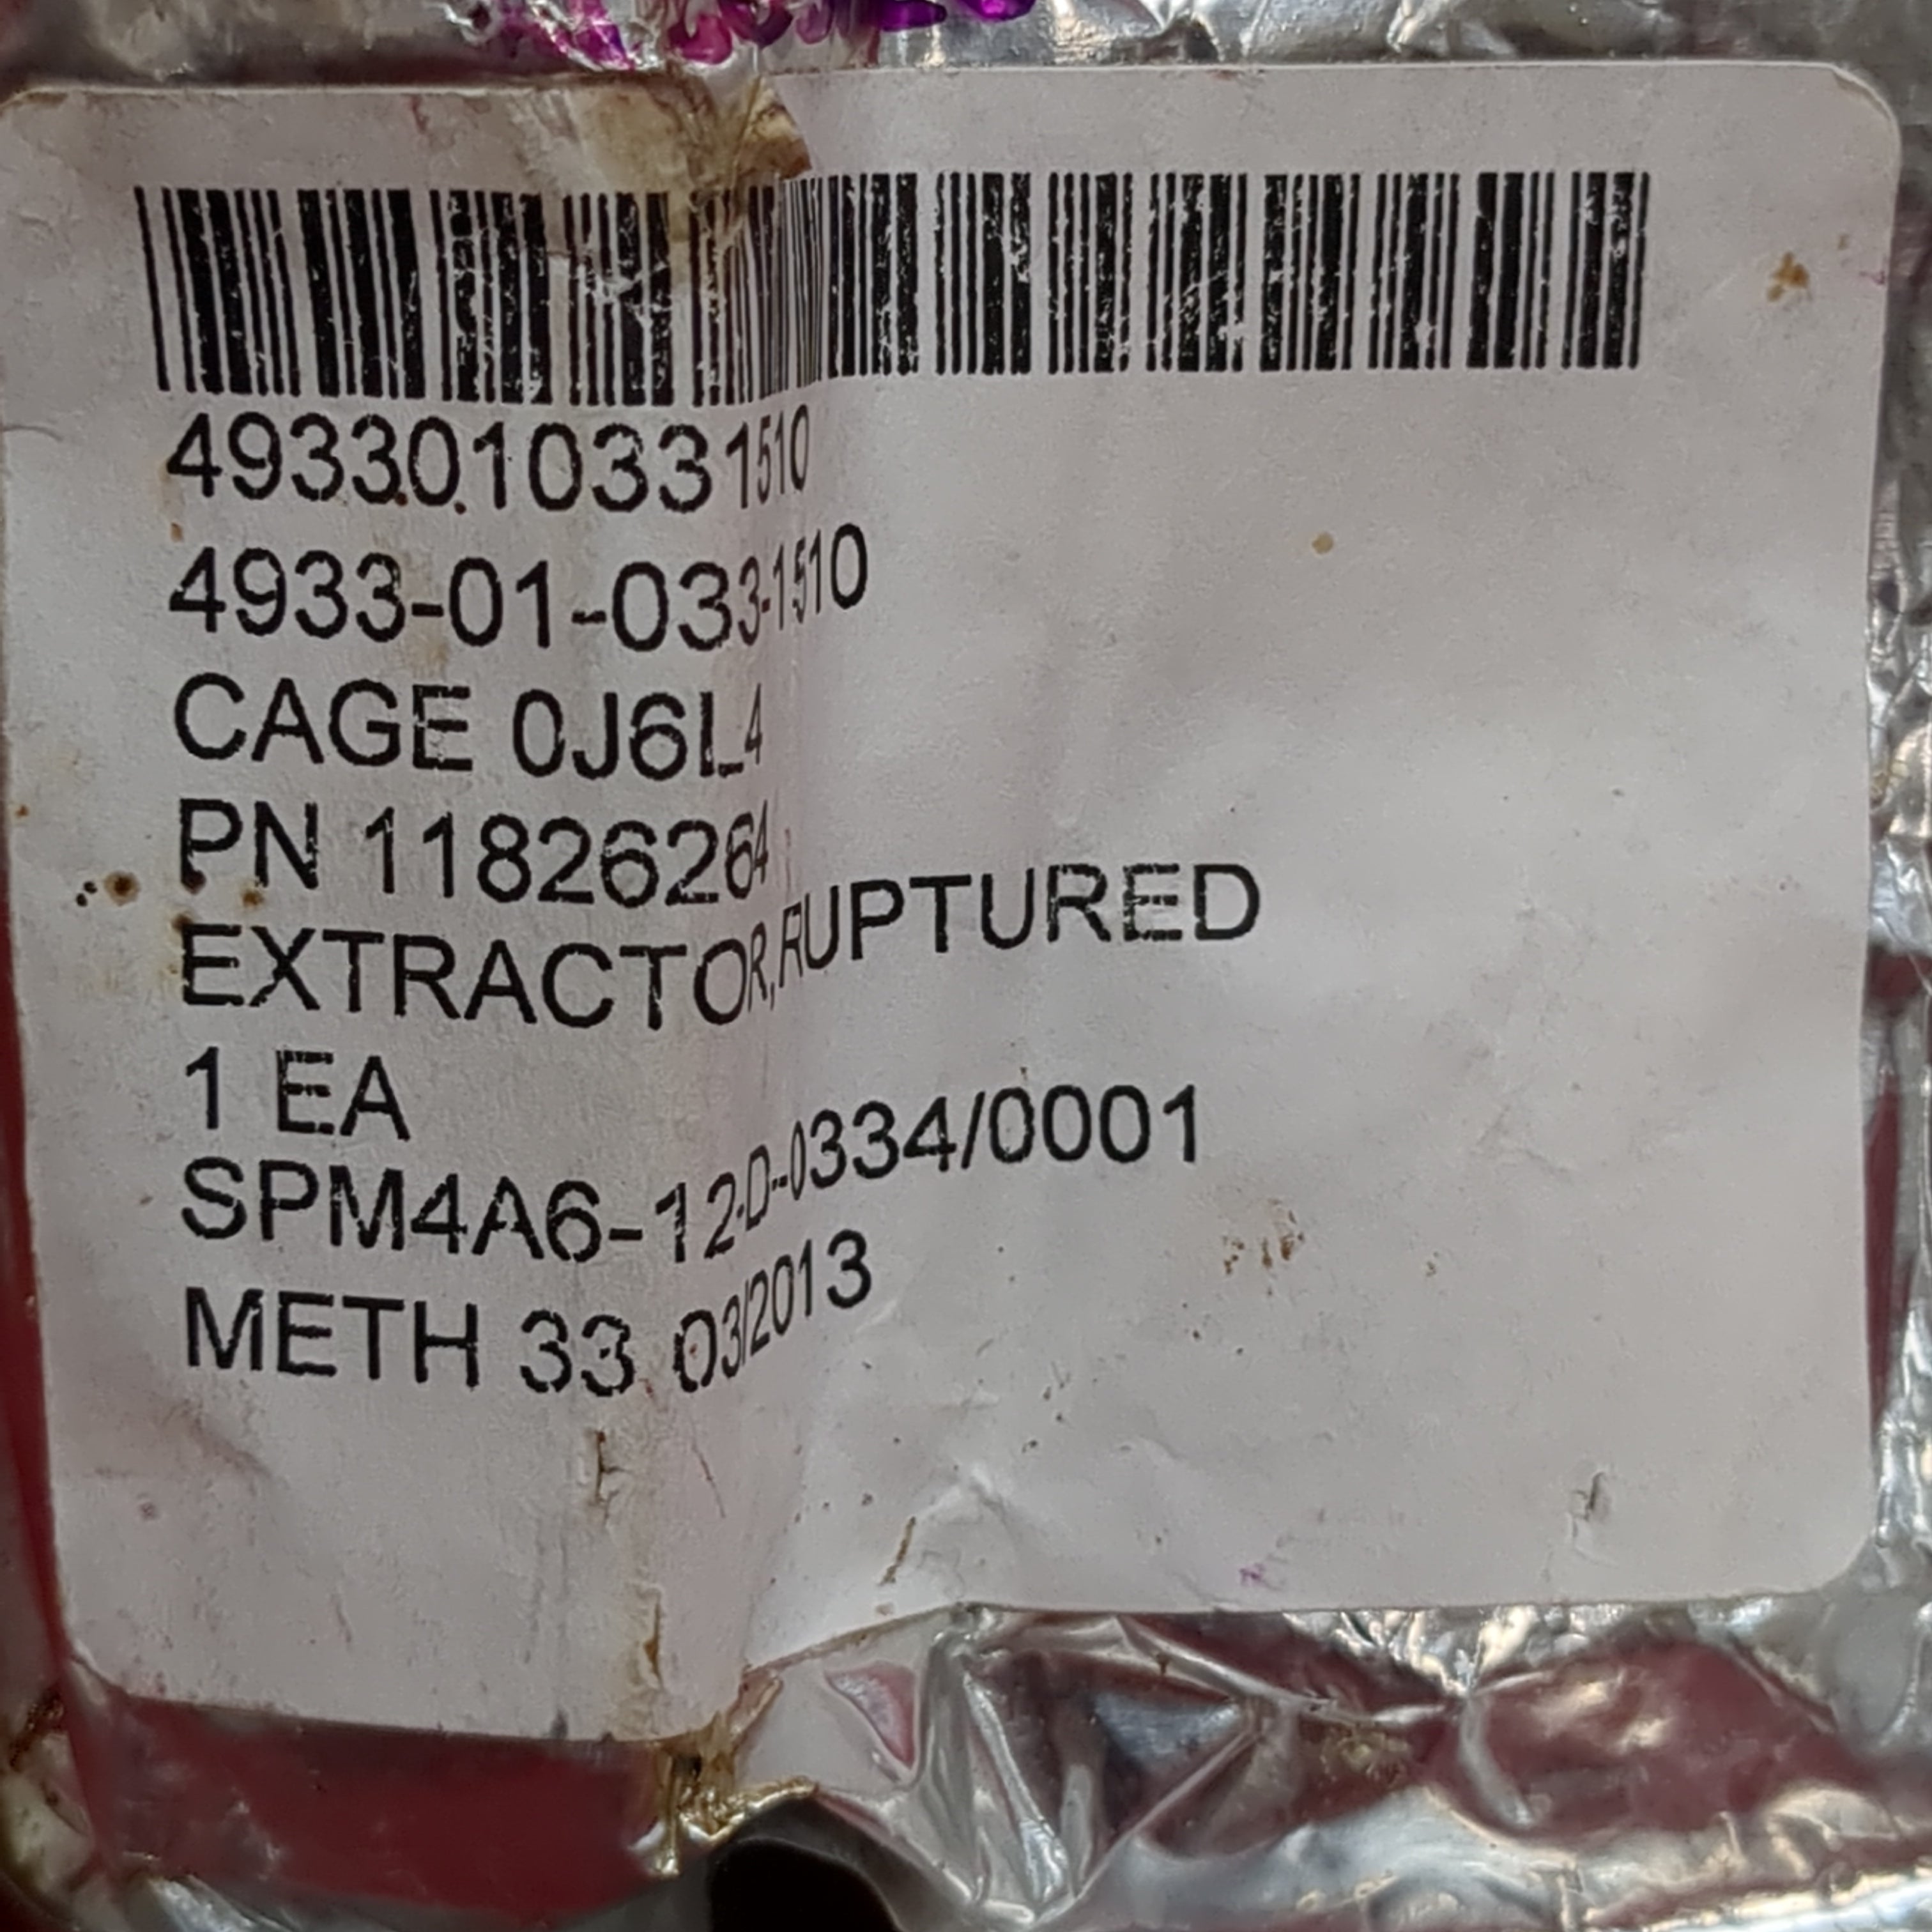 4933010331510
4933-01-033-1510
CAGE 0J6L4
PN 11826264
EXTRACTOR,RUPTURED
1 EA
SPM4A6-12-D-0334/0001
METH 33 03/2013